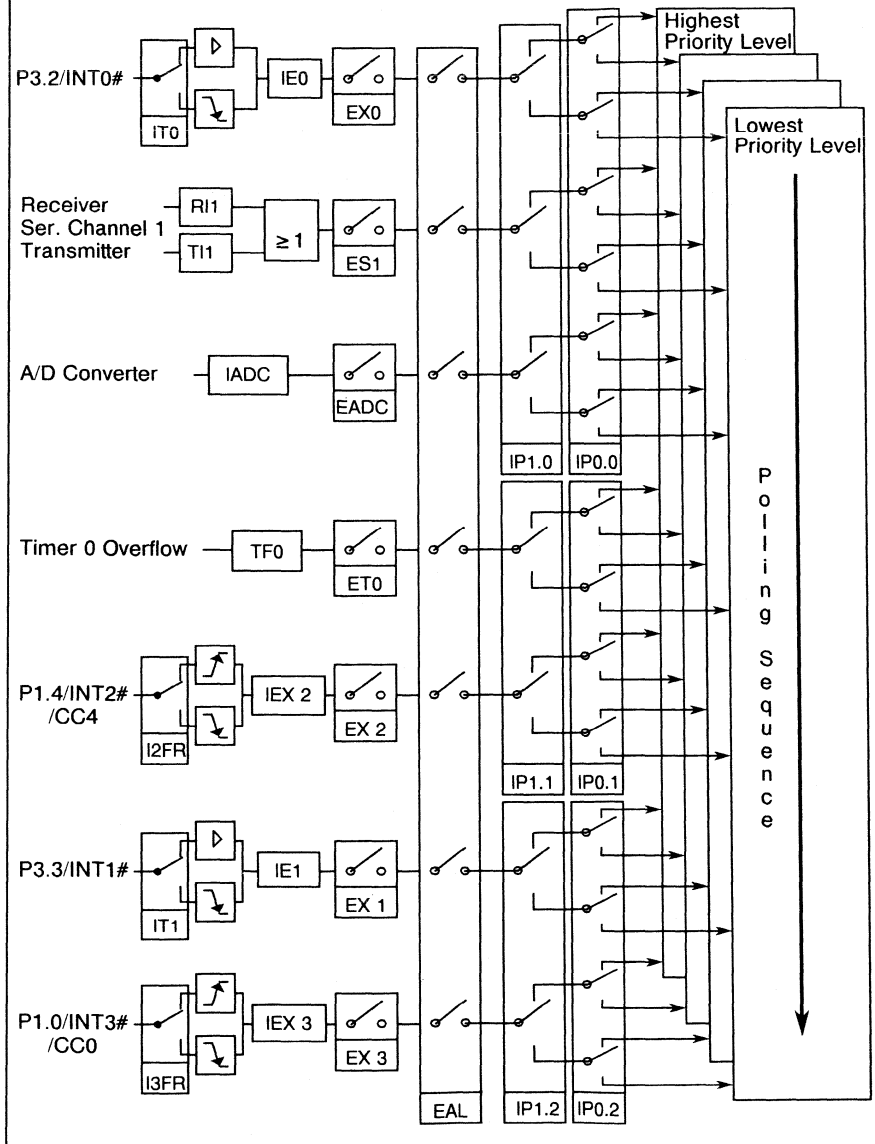 Highest
Priority Level
Lowest
Priority Level
P3.2/INT0#
IT0
IE0
EX0
Receiver
Ser. Channel 1
Transmitter
RI1
TI1
≥ 1
ES1
A/D Converter
IADC
EADC
IP1.0
IP0.0
Timer 0 Overflow
TF0
ET0
P1.4/INT2#
/CC4
I2FR
IEX 2
EX 2
IP1.1
IP0.1
P3.3/INT1#
IT1
IE1
EX 1
P1.0/INT3#
/CC0
I3FR
IEX 3
EX 3
EAL
IP1.2
IP0.2
Polling Sequence